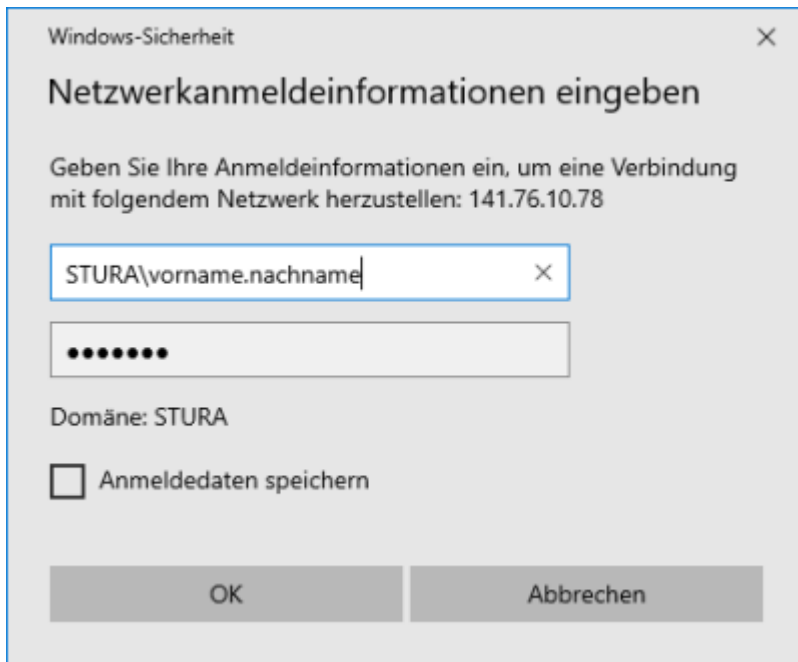 Windows-Sicherheit
Netzwerkanmeldeinformationen eingeben
Geben Sie Ihre Anmeldeinformationen ein, um eine Verbindung
mit folgendem Netzwerk herzustellen: 141.76.10.78
STURA\vorname.nachname
●●●●●●●
Domäne: STURA
Anmeldedaten speichern
OK
Abbrechen